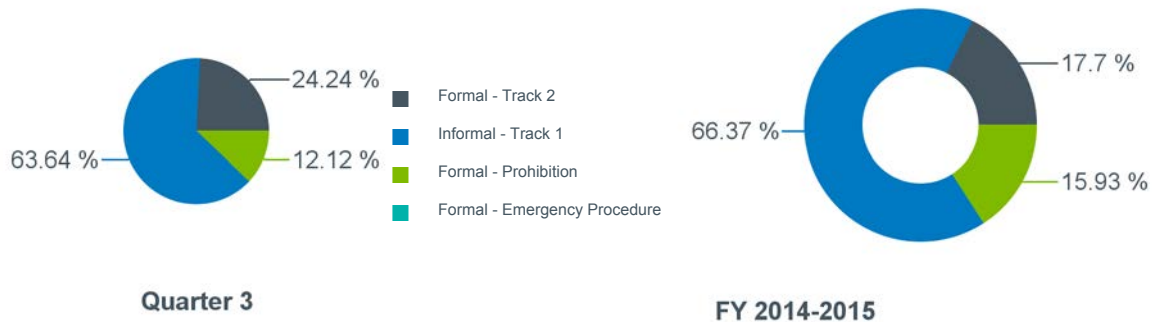 24.24 %
63.64 %
12.12 %
Quarter 3
Formal - Track 2
Informal - Track 1
Formal - Prohibition
Formal - Emergency Procedure
17.7 %
66.37 %
15.93 %
FY 2014-2015